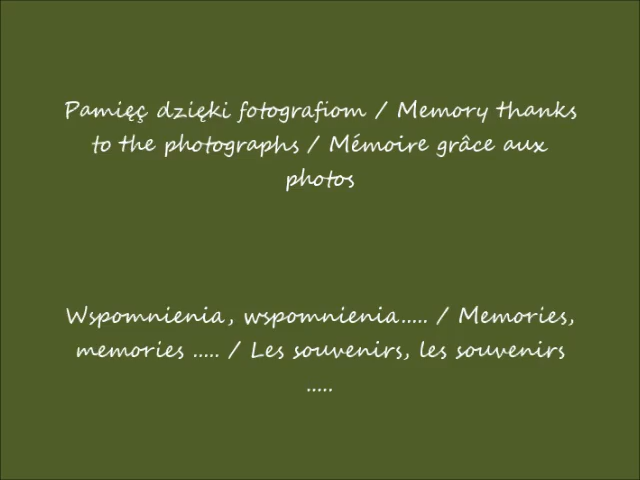 Pamięç dzięki fotografiom / Memory thanks
to the photographs / Mémoire grâce aux
photos
Wspomnienia, wspomnienia..... / Memories,
memories ..... / Les souvenirs, les souvenirs
.....